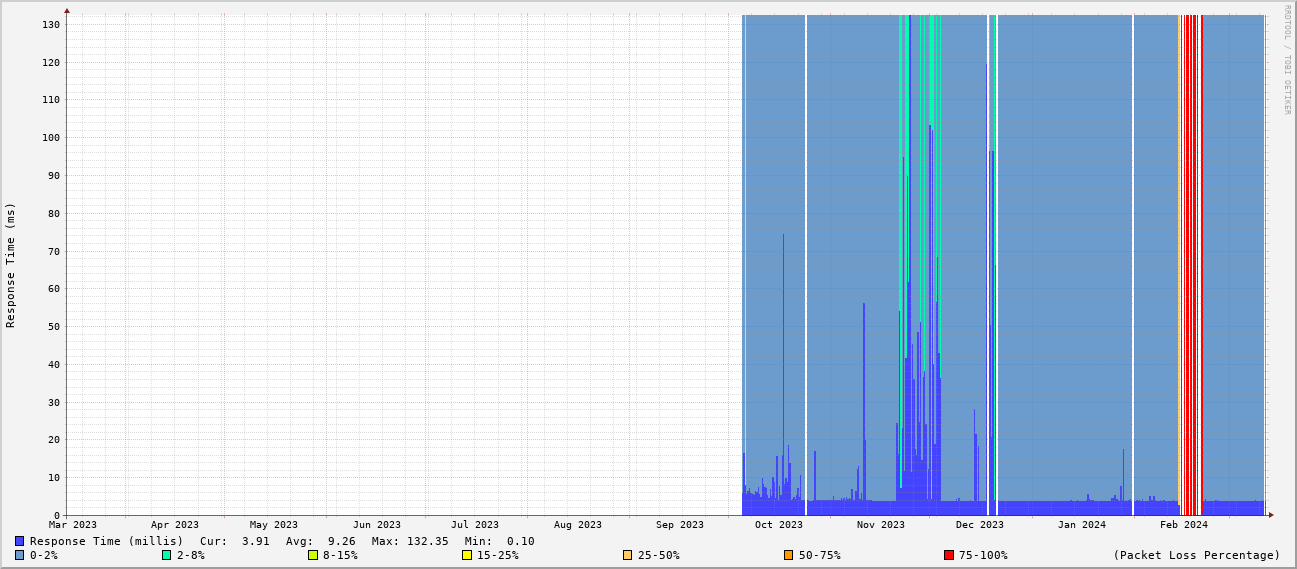 RRDTOOL / TOBI OETIKER
Response Time (ms)
130
120
110
100
90
80
70
60
50
40
30
20
10
0
Mar 2023 Apr 2023 May 2023 Jun 2023 Jul 2023 Aug 2023 Sep 2023 Oct 2023 Nov 2023 Dec 2023 Jan 2024 Feb 2024
Response Time (millis) Cur: 3.91 Avg: 9.26 Max: 132.35 Min: 0.10
0-2% 2-8% 8-15% 15-25% 25-50% 50-75% 75-100% (Packet Loss Percentage)